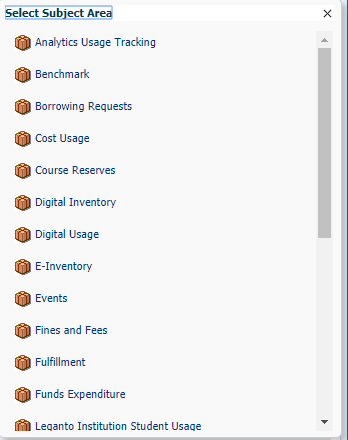 Select Subject Area
Analytics Usage Tracking
Benchmark
Borrowing Requests
Cost Usage
Course Reserves
Digital Inventory
Digital Usage
E-Inventory
Events
Fines and Fees
Fulfillment
Funds Expenditure
Leganto Institution Student Usage